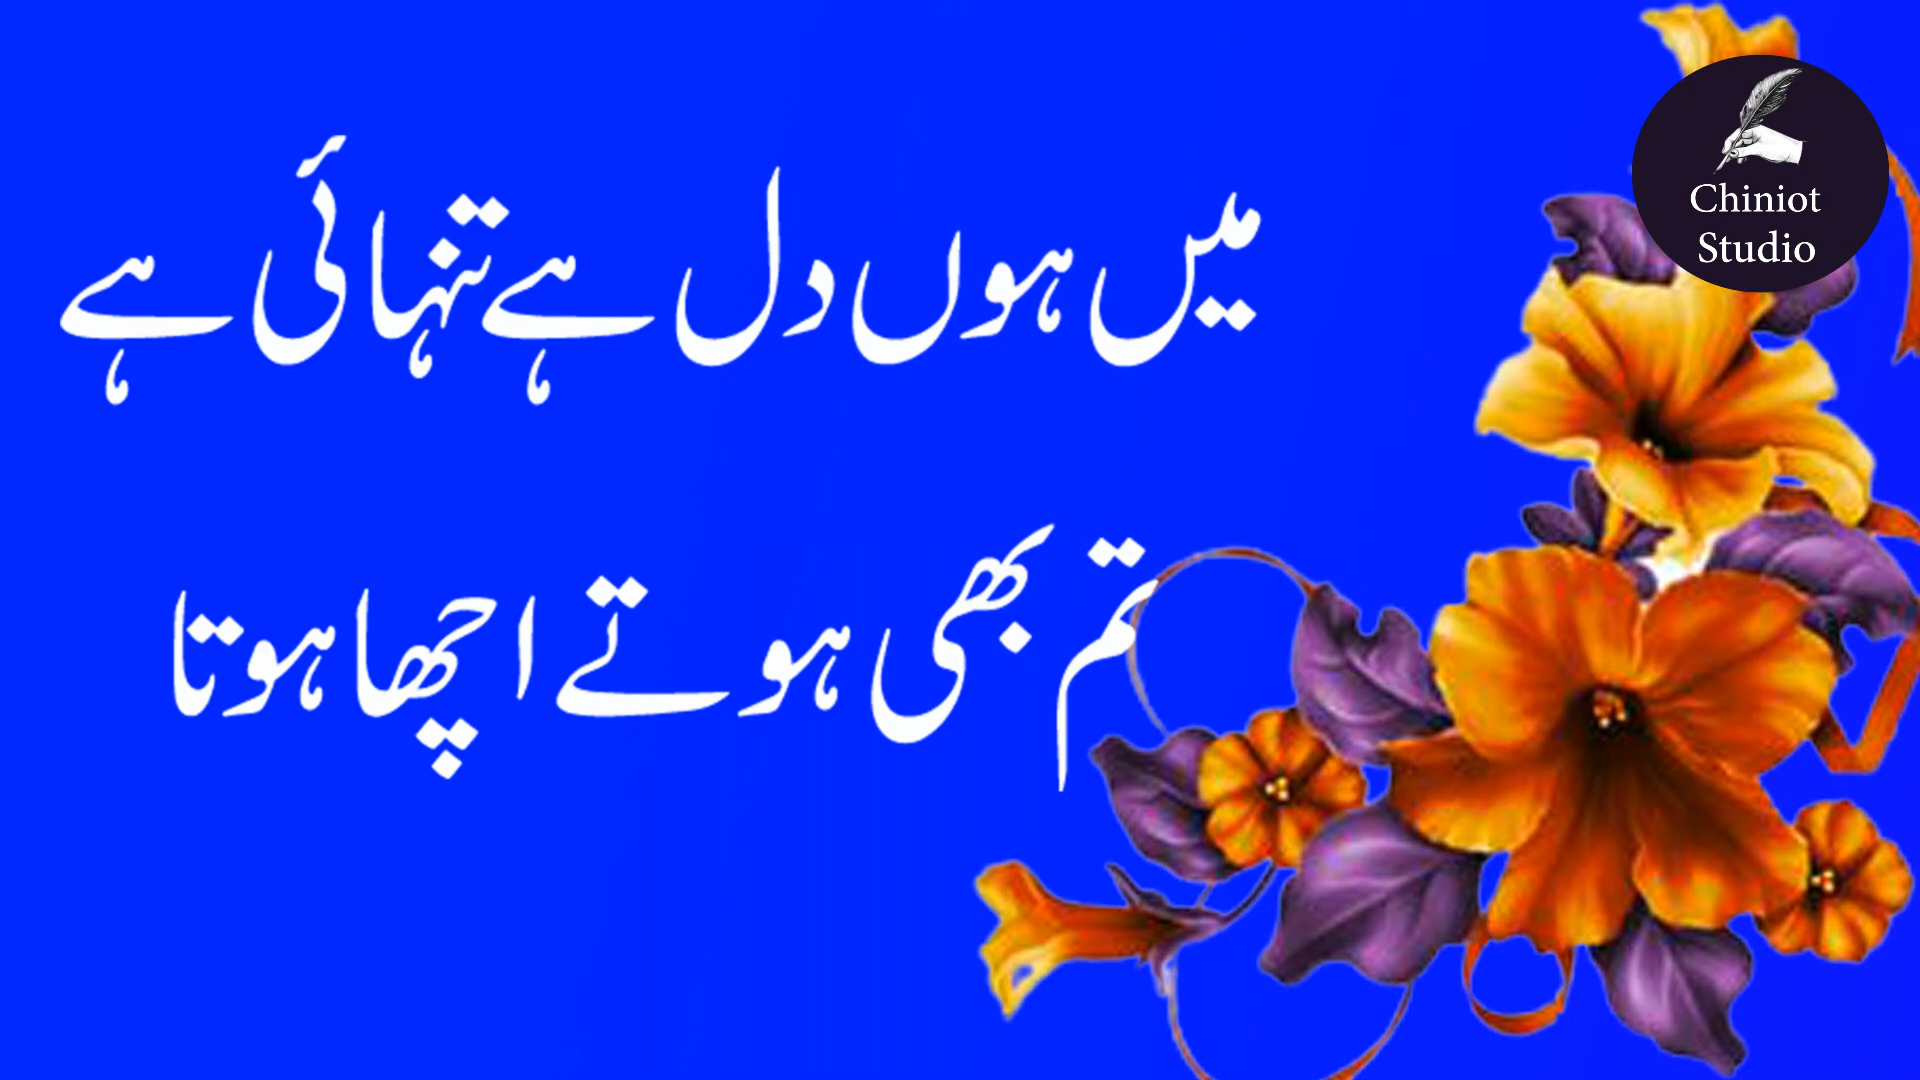 میں ہوں دل ہے تنہائی ہے
تم بھی ہوتے اچھا ہوتا
Chiniot
Studio